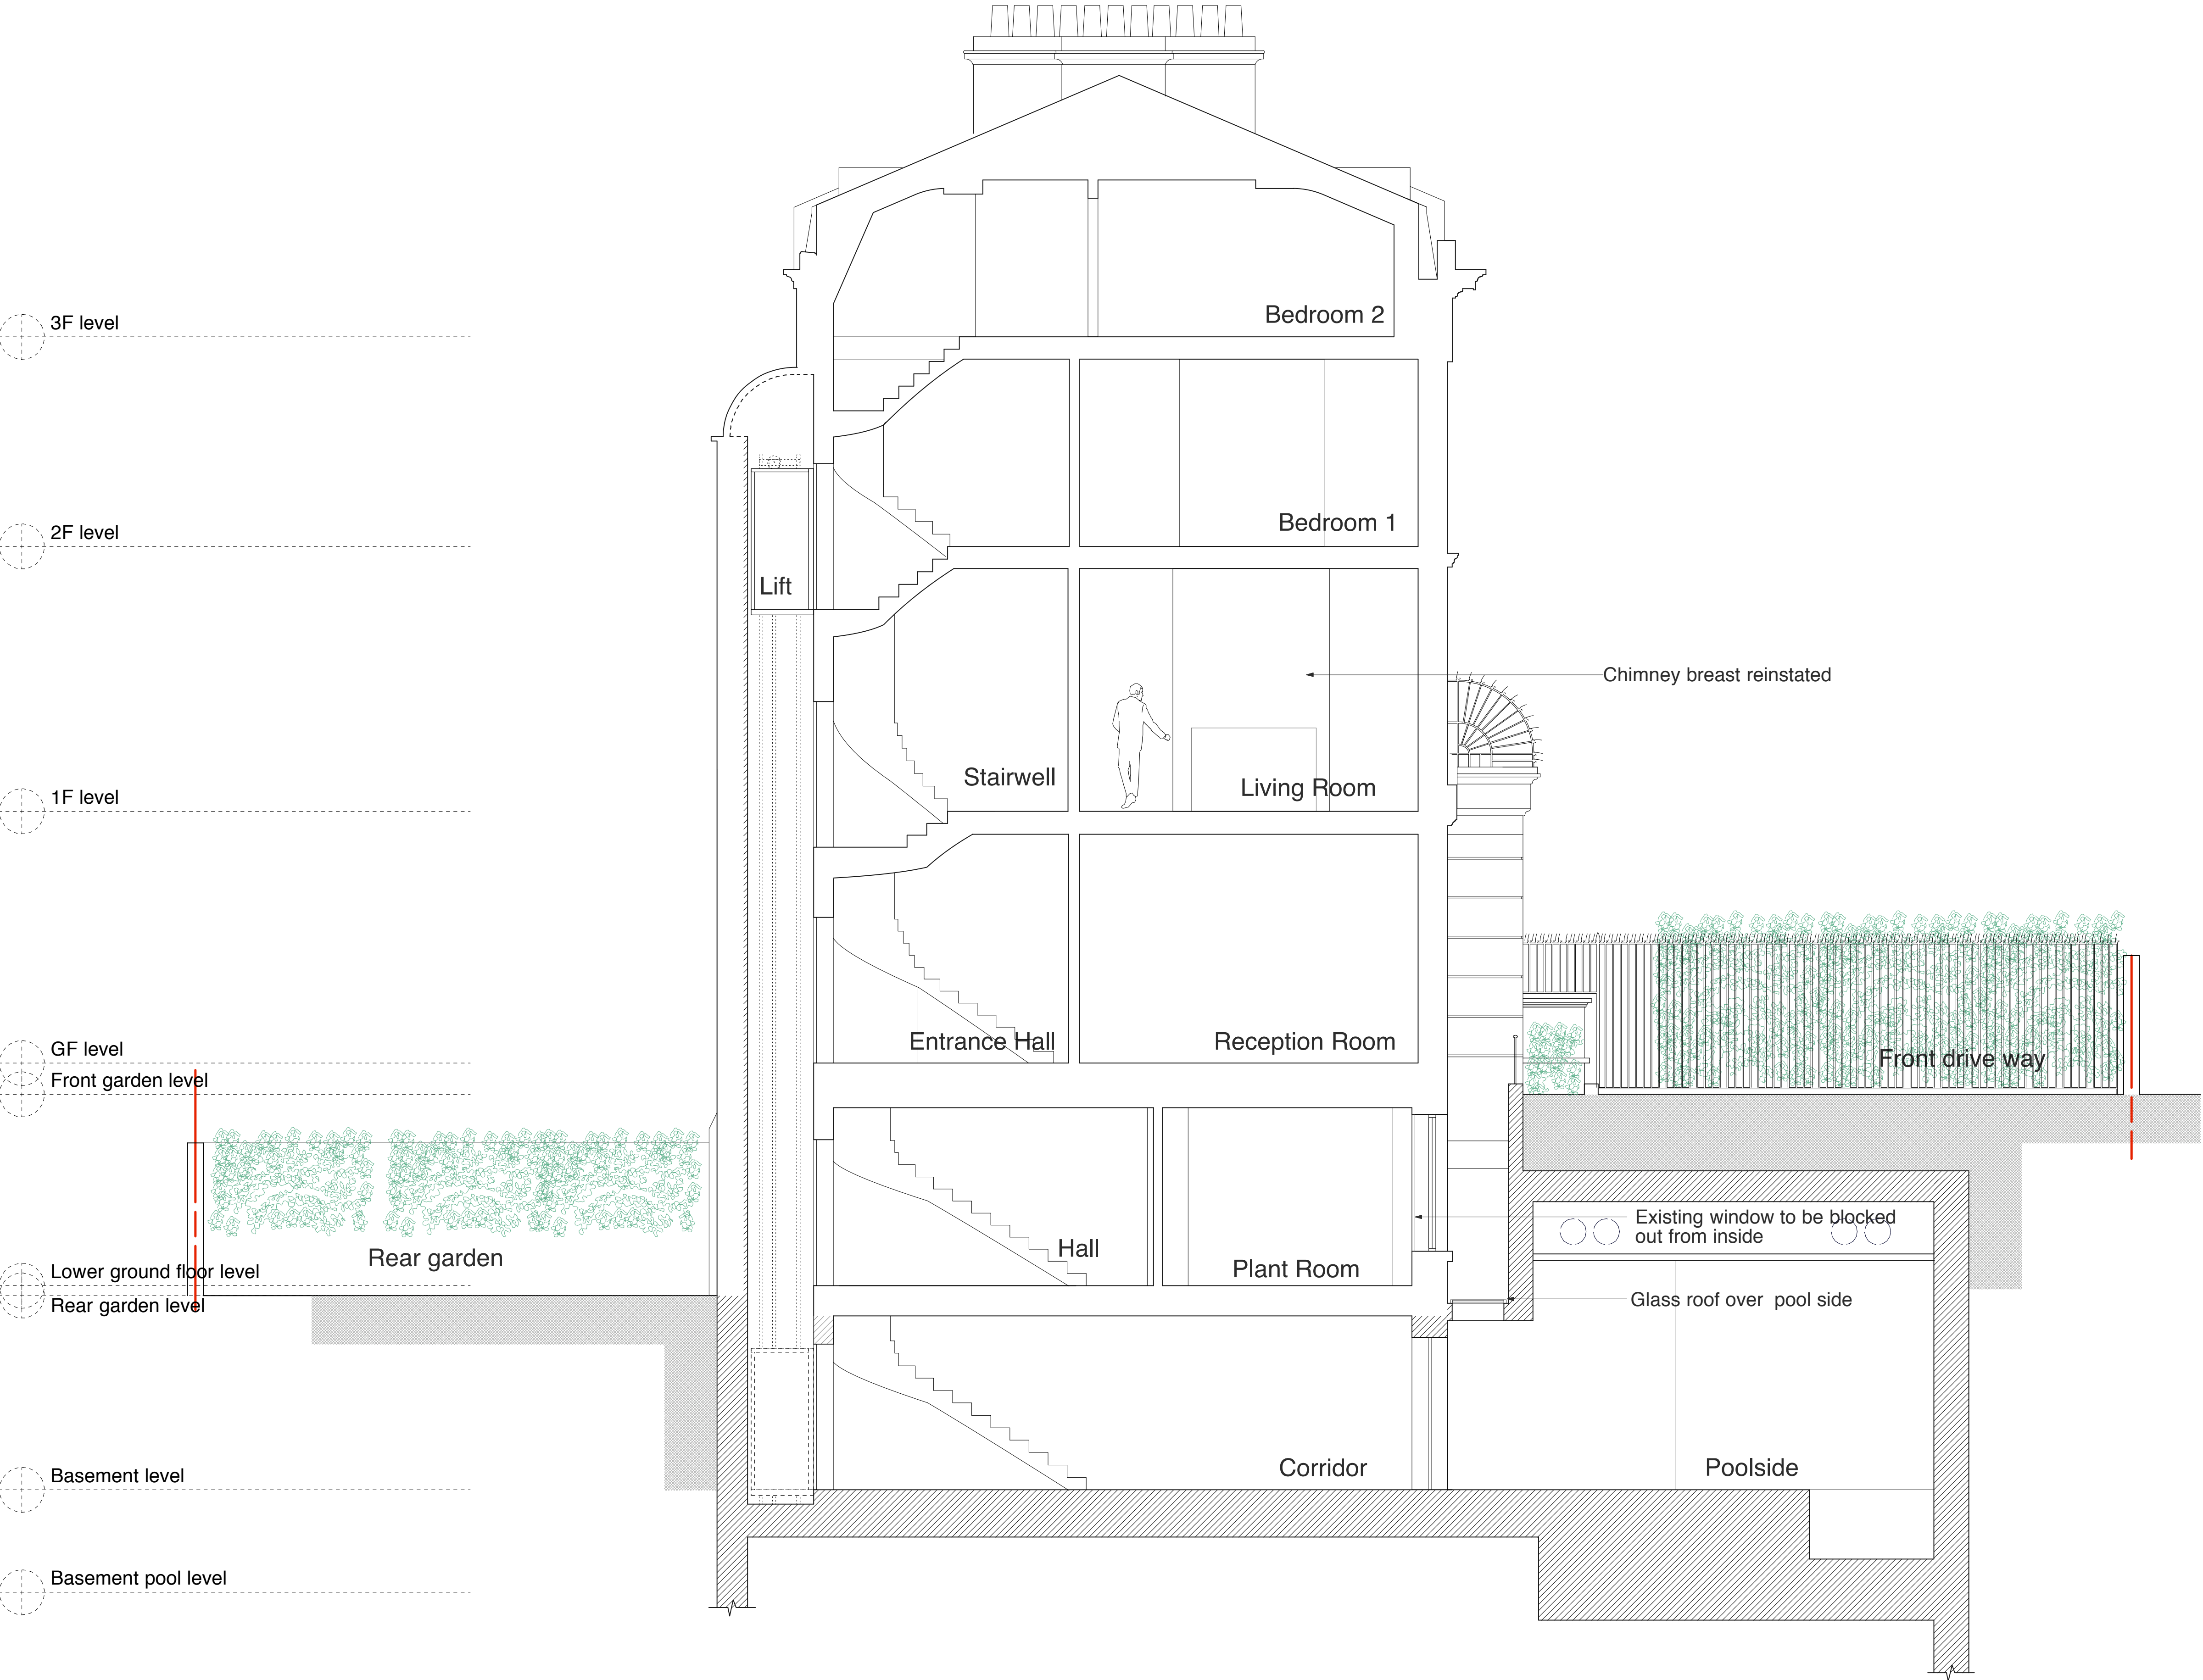 3F level
Bedroom 2
2F level
Bedroom 1
Lift
Chimney breast reinstated
1F level
Stairwell
Living Room
GF level
Entrance Hall
Reception Room
Front drive way
Front garden level
Existing window to be blocked
out from inside
Rear garden
Hall
Plant Room
Lower ground floor level
Rear garden level
Glass roof over pool side
Basement level
Corridor
Poolside
Basement pool level